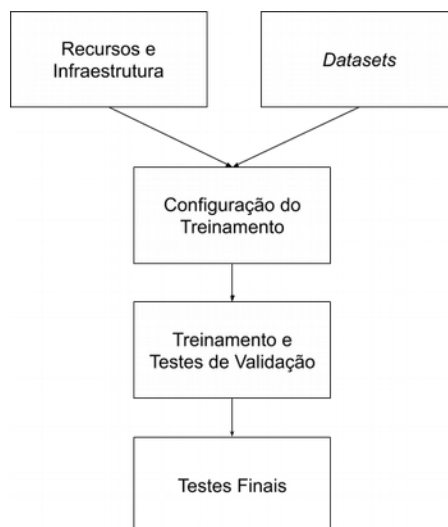 Recursos e
Infraestrutura
Datasets
Configuração do
Treinamento
Treinamento e
Testes de Validação
Testes Finais